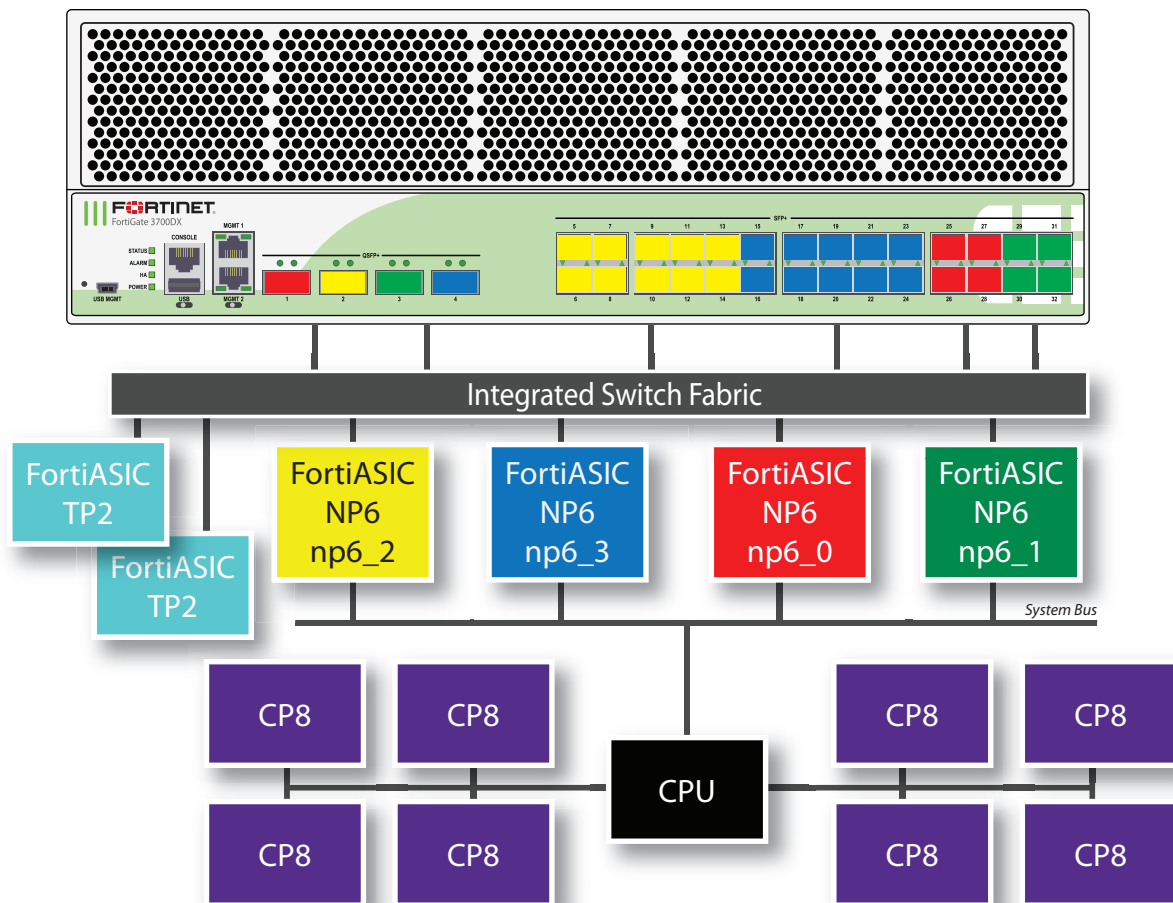 FORTINET
FortiGate 3700DX
STATUS
ALARM
HA
POWER
USB MGMT
CONSOLE
USB
MGMT 1
MGMT 2
QSFP+
1 2 3 4
SFP+
5 7 9 11 13 15 17 19 21 23 25 27 29 31
6 8 10 12 14 16 18 20 22 24 26 28 30 32
Integrated Switch Fabric
FortiASIC
TP2
FortiASIC
TP2
FortiASIC
NP6
np6_2
FortiASIC
NP6
np6_3
FortiASIC
NP6
np6_0
FortiASIC
NP6
np6_1
System Bus
CP8
CP8
CP8
CP8
CPU
CP8
CP8
CP8
CP8